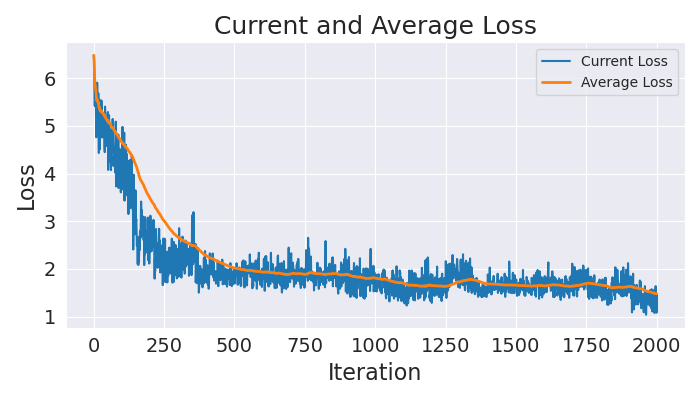 Current and Average Loss
Current Loss
Average Loss
Loss
6
5
4
3
2
1
0 250 500 750 1000 1250 1500 1750 2000
Iteration